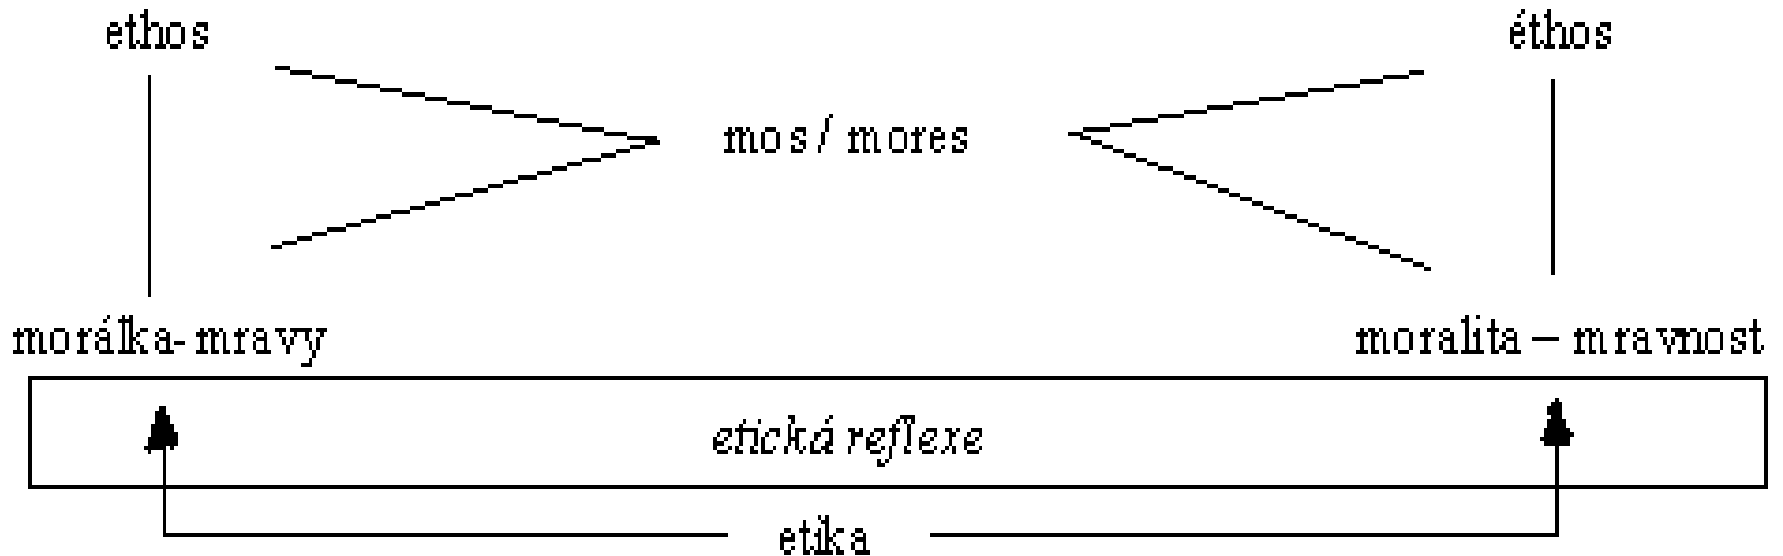 ethos éthos
mos / mores
morálka- mravy moralita – mravnost
etická reflexe
etika